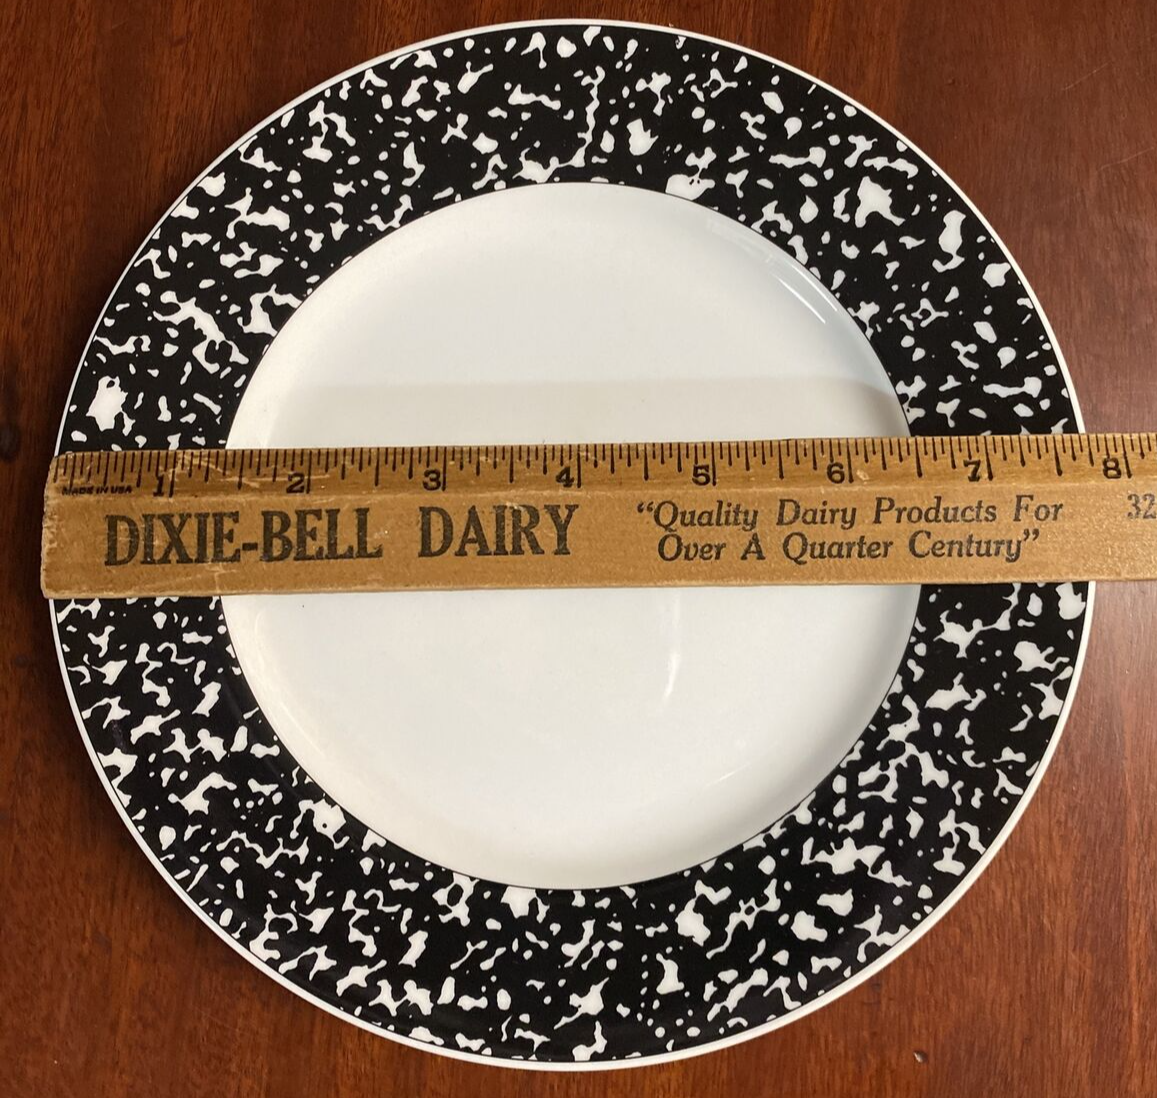 1 2 3 4 5 6 7 8
MADE IN USA
DIXIE-BELL DAIRY
"Quality Dairy Products For
Over A Quarter Century"
32